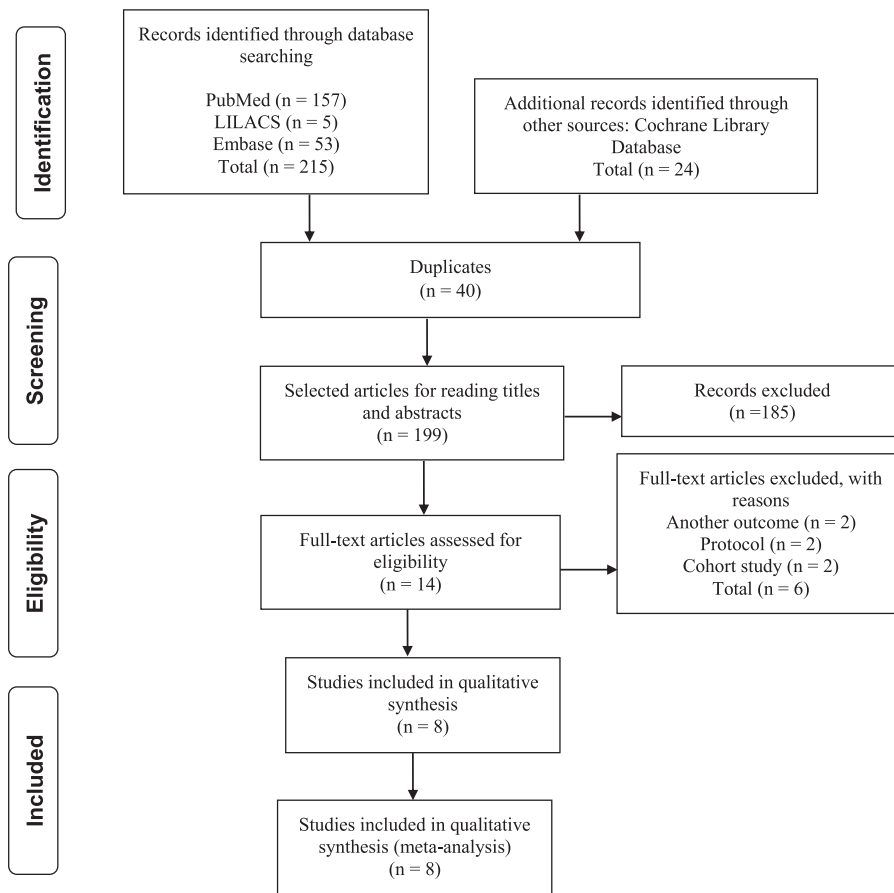 Identification
Records identified through database
searching
PubMed (n = 157)
LILACS (n = 5)
Embase (n = 53)
Total (n = 215)
Additional records identified through
other sources: Cochrane Library
Database
Total (n = 24)
Screening
Duplicates
(n = 40)
Selected articles for reading titles
and abstracts
(n = 199)
Records excluded
(n =185)
Eligibility
Full-text articles assessed for
eligibility
(n = 14)
Full-text articles excluded, with
reasons
Another outcome (n = 2)
Protocol (n = 2)
Cohort study (n = 2)
Total (n = 6)
Included
Studies included in qualitative
synthesis
(n = 8)
Studies included in qualitative
synthesis (meta-analysis)
(n = 8)